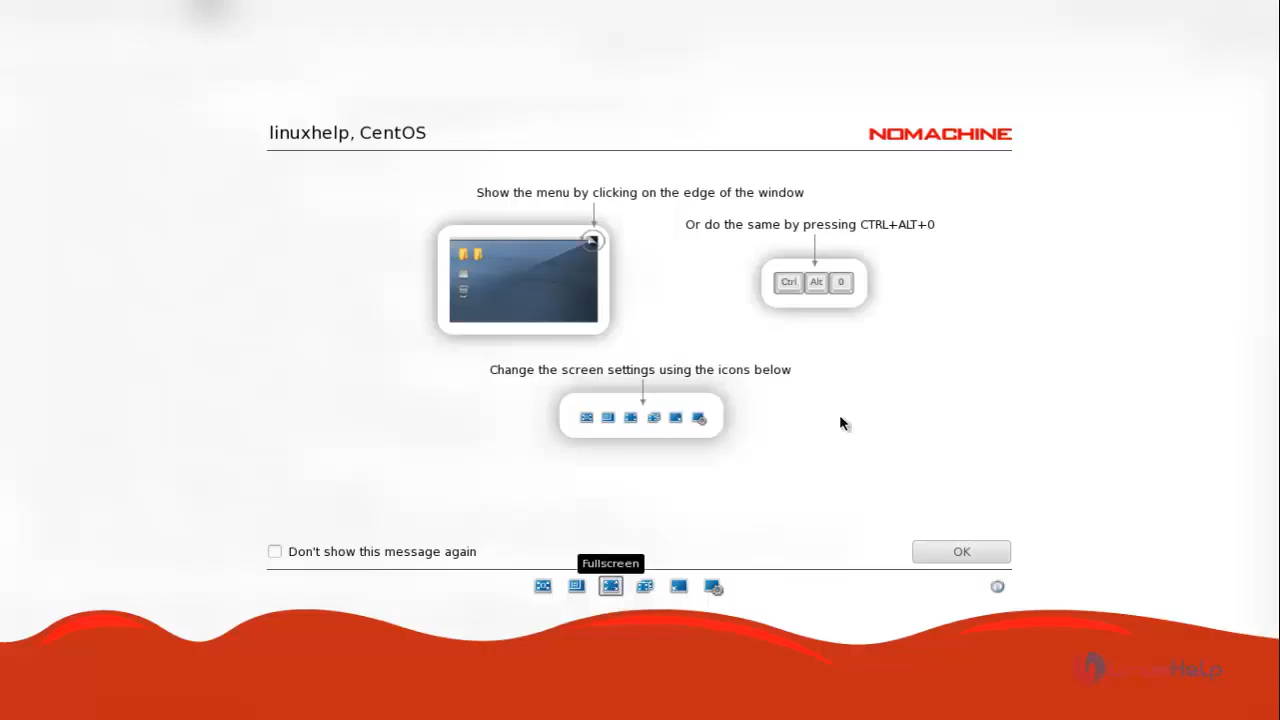 linuxhelp, CentOS
NOMACHINE
Show the menu by clicking on the edge of the window
Or do the same by pressing CTRL+ALT+0
Ctrl Alt 0
Change the screen settings using the icons below
Don't show this message again
OK
Fullscreen
Help